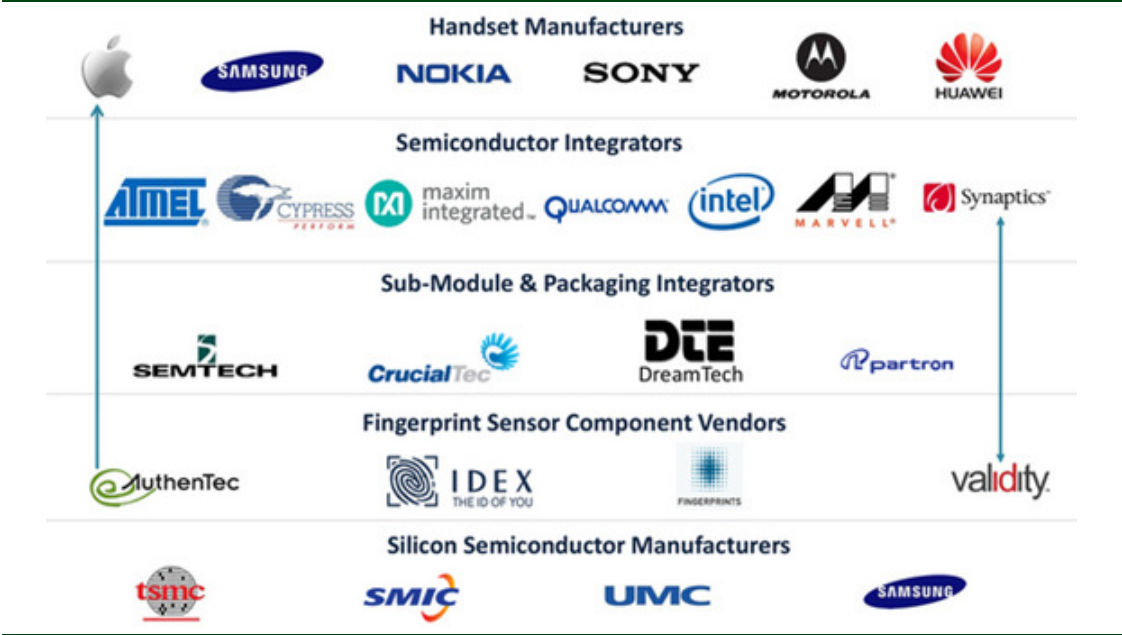 Handset Manufacturers
SAMSUNG NOKIA SONY MOTOROLA HUAWEI
Semiconductor Integrators
ATMEL CYPRESS PERFORM maxim integrated™ QUALCOMM intel MARVELL® Synaptics™
Sub-Module & Packaging Integrators
SEMTECH CrucialTec DTE DreamTech partron
Fingerprint Sensor Component Vendors
AuthenTec IDEX THE ID OF YOU FINGERPRINTS validity.
Silicon Semiconductor Manufacturers
tsmc SMIC UMC SAMSUNG